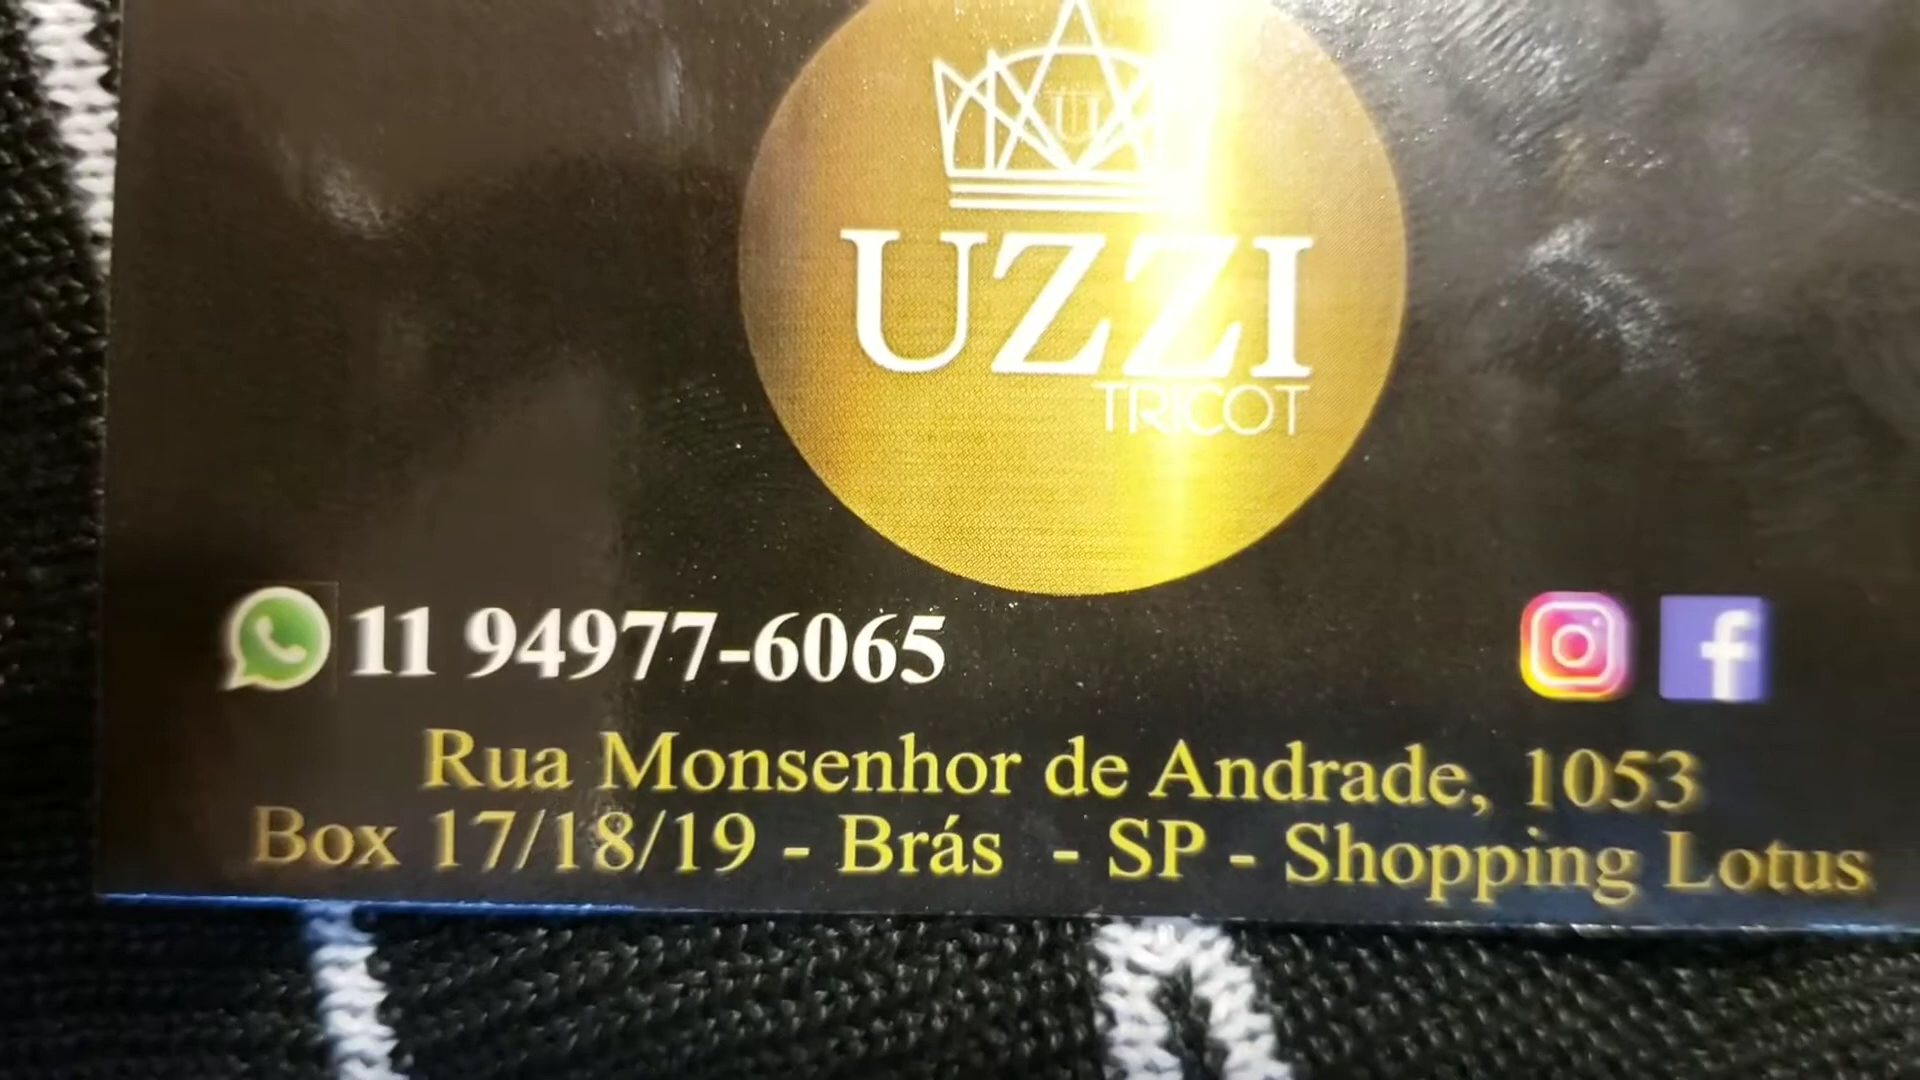 U
UZZI
TRICOT
11 94977-6065
Rua Monsenhor de Andrade, 1053
Box 17/18/19 - Brás - SP - Shopping Lotus